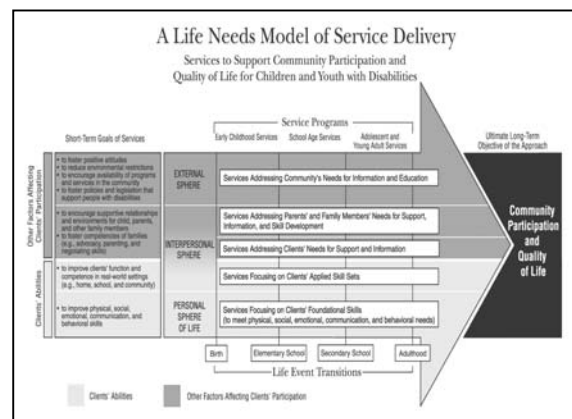 A Life Needs Model of Service Delivery
Services to Support Community Participation and
Quality of Life for Children and Youth with Disabilities
Service Programs
Short-Term Goals of Services
Early Childhood Services
School Age Services
Adolescent and
Young Adult Services
Ultimate Long-Term
Objective of the Approach
Other Factors Affecting
Clients' Participation
• to foster positive attitudes
• to reduce environmental restrictions
• to encourage availability of programs
and services in the community
• to foster policies and legislation that
support people with disabilities
EXTERNAL
SPHERE
Services Addressing Community's Needs for Information and Education
• to encourage supportive relationships
and environments for child, parents,
and other family members
• to foster competencies of families
(e.g., advocacy, parenting, and
negotiating skills)
INTERPERSONAL
SPHERE
Services Addressing Parents' and Family Members' Needs for Support,
Information, and Skill Development
Services Addressing Clients' Needs for Support and Information
Community
Participation
and
Quality
of Life
Clients' Abilities
• to improve clients' function and
competence in real-world settings
(e.g., home, school, and community)
Services Focusing on Clients' Applied Skill Sets
• to improve physical, social,
emotional, communication, and
behavioral skills
PERSONAL
SPHERE
OF LIFE
Services Focusing on Clients' Foundational Skills
(to meet physical, social, emotional, communication, and behavioral needs)
Birth
Elementary School
Secondary School
Adulthood
Life Event Transitions
Clients' Abilities
Other Factors Affecting Clients' Participation